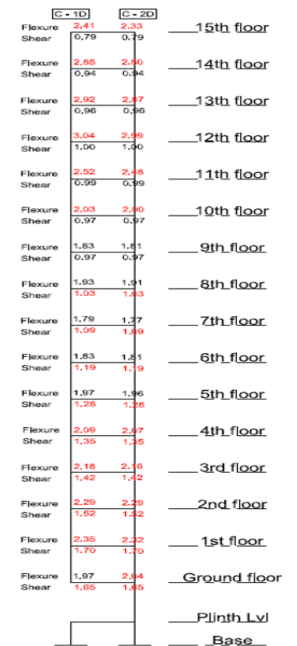 C - 1D C - 2D
Flexure 2,41 2,33 15th floor
Shear 0,79 0,79
Flexure 2,85 2,80 14th floor
Shear 0,94 0,94
Flexure 2,92 2,87 13th floor
Shear 0,96 0,96
Flexure 3,04 2,99 12th floor
Shear 1,00 1,00
Flexure 2,52 2,48 11th floor
Shear 0,99 0,99
Flexure 2,03 2,00 10th floor
Shear 0,97 0,97
Flexure 1,83 1,81 9th floor
Shear 0,97 0,97
Flexure 1,93 1,91 8th floor
Shear 1,03 1,03
Flexure 1,79 1,77 7th floor
Shear 1,09 1,09
Flexure 1,83 1,81 6th floor
Shear 1,19 1,19
Flexure 1,97 1,96 5th floor
Shear 1,28 1,28
Flexure 2,09 2,07 4th floor
Shear 1,35 1,35
Flexure 2,18 2,16 3rd floor
Shear 1,42 1,42
Flexure 2,29 2,29 2nd floor
Shear 1,52 1,52
Flexure 2,35 2,32 1st floor
Shear 1,70 1,70
Flexure 1,97 2,04 Ground floor
Shear 1,65 1,65
Plinth Lvl
Base